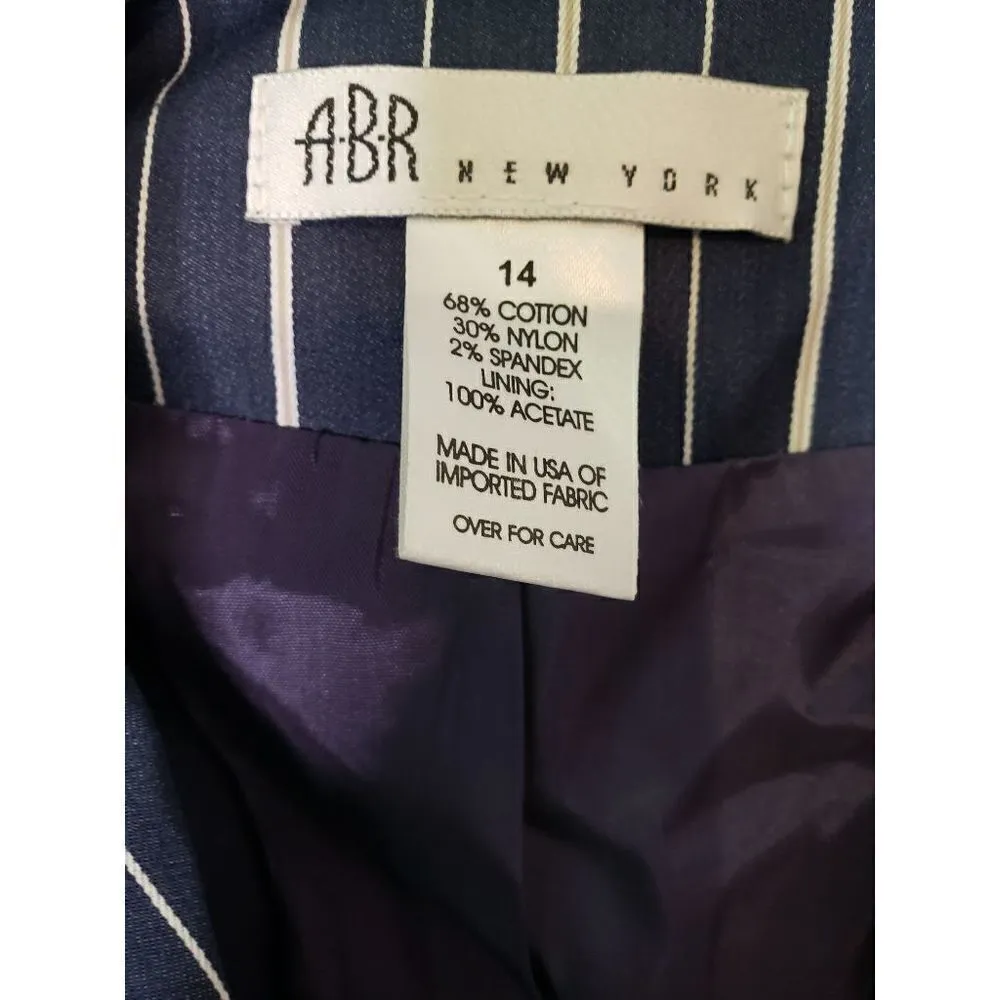 A·B·R NEW YORK
14
68% COTTON
30% NYLON
2% SPANDEX
LINING:
100% ACETATE
MADE IN USA OF
IMPORTED FABRIC
OVER FOR CARE